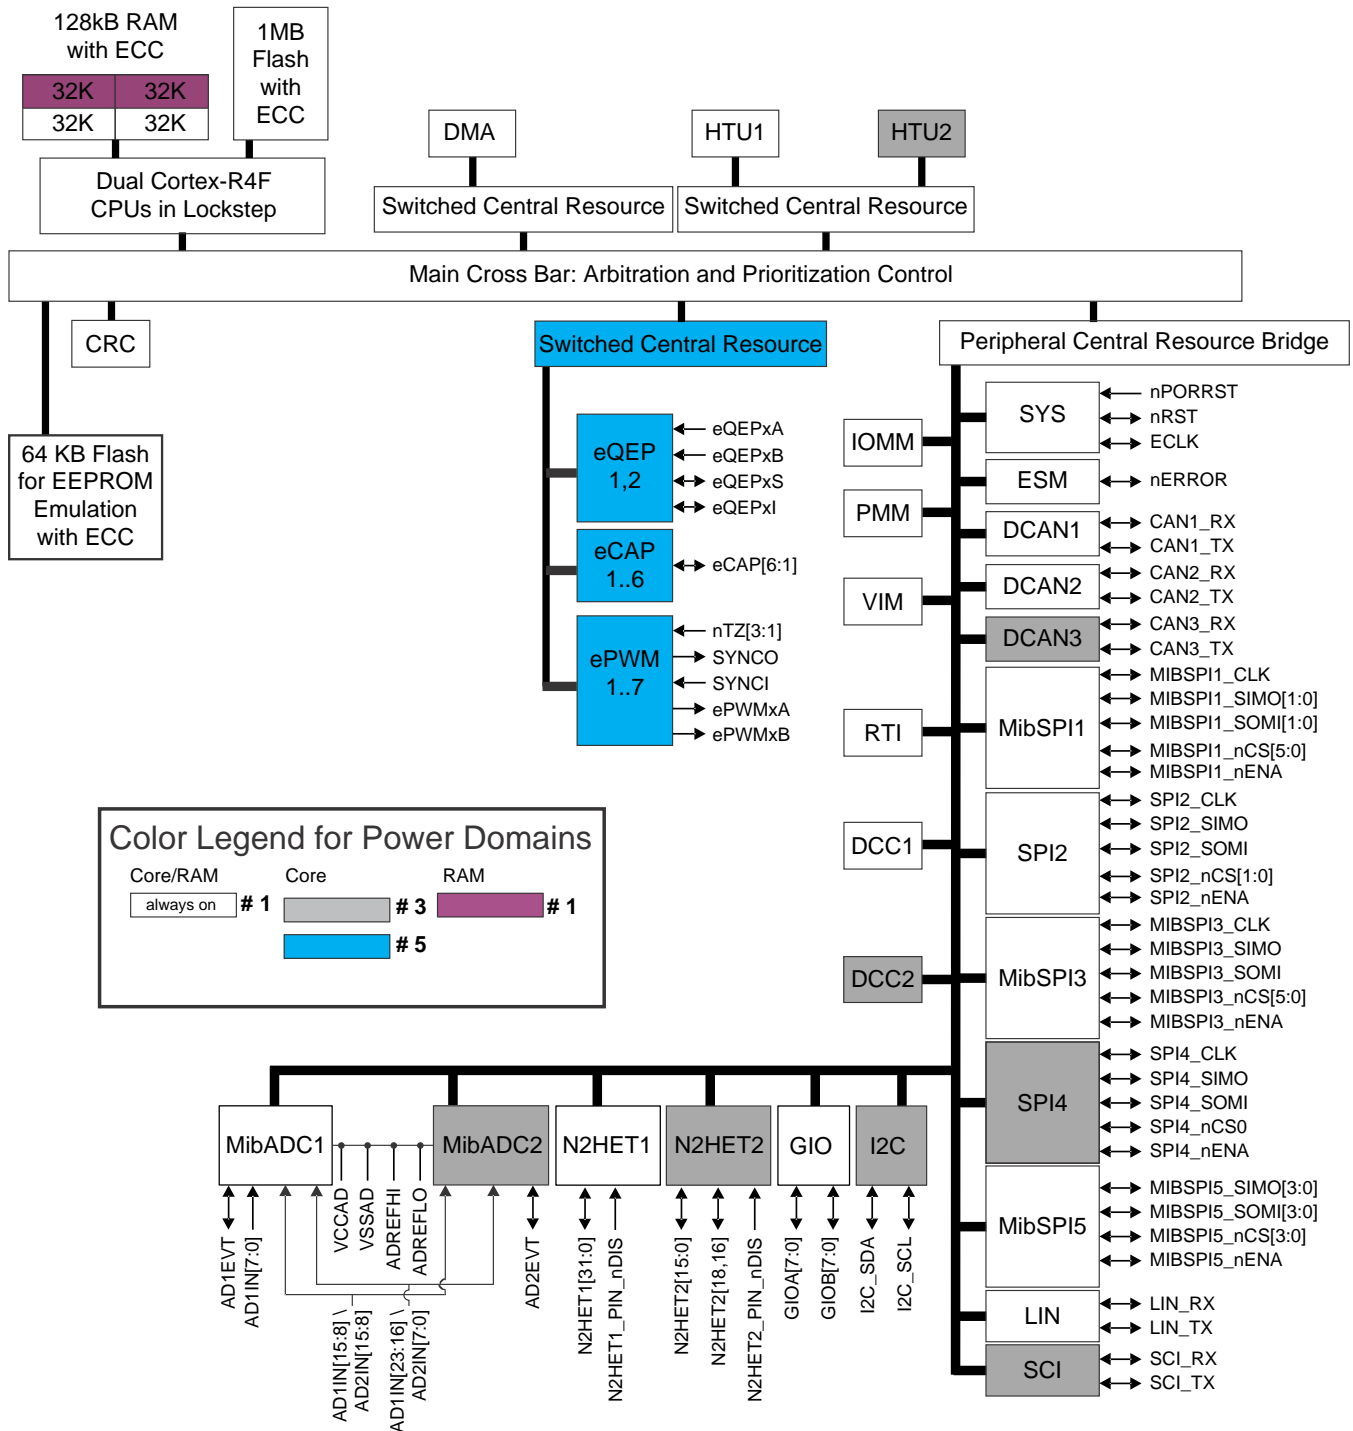 128kB RAM
with ECC
32K 32K
32K 32K
1MB
Flash
with
ECC
Dual Cortex-R4F
CPUs in Lockstep
DMA
HTU1
HTU2
Switched Central Resource
Switched Central Resource
Main Cross Bar: Arbitration and Prioritization Control
CRC
64 KB Flash
for EEPROM
Emulation
with ECC
Switched Central Resource
eQEP
1,2
eQEPxA
eQEPxB
eQEPxS
eQEPxI
eCAP
1..6
eCAP[6:1]
ePWM
1..7
nTZ[3:1]
SYNCO
SYNCI
ePWMxA
ePWMxB
Peripheral Central Resource Bridge
IOMM
PMM
VIM
RTI
DCC1
DCC2
SYS
nPORRST
nRST
ECLK
ESM
nERROR
DCAN1
CAN1_RX
CAN1_TX
DCAN2
CAN2_RX
CAN2_TX
DCAN3
CAN3_RX
CAN3_TX
MibSPI1
MIBSPI1_CLK
MIBSPI1_SIMO[1:0]
MIBSPI1_SOMI[1:0]
MIBSPI1_nCS[5:0]
MIBSPI1_nENA
SPI2
SPI2_CLK
SPI2_SIMO
SPI2_SOMI
SPI2_nCS[1:0]
SPI2_nENA
MibSPI3
MIBSPI3_CLK
MIBSPI3_SIMO
MIBSPI3_SOMI
MIBSPI3_nCS[5:0]
MIBSPI3_nENA
SPI4
SPI4_CLK
SPI4_SIMO
SPI4_SOMI
SPI4_nCS0
SPI4_nENA
MibSPI5
MIBSPI5_SIMO[3:0]
MIBSPI5_SOMI[3:0]
MIBSPI5_nCS[3:0]
MIBSPI5_nENA
LIN
LIN_RX
LIN_TX
SCI
SCI_RX
SCI_TX
Color Legend for Power Domains
Core/RAM
Core
RAM
always on
# 1
# 3
# 1
# 5
MibADC1
MibADC2
N2HET1
N2HET2
GIO
I2C
AD1EVT
AD1IN[7:0]
VCCAD
VSSAD
ADREFHI
ADREFLO
AD1IN[15:8] \
AD2IN[15:8]
AD1IN[23:16] \
AD2IN[7:0]
AD2EVT
N2HET1[31:0]
N2HET1_PIN_nDIS
N2HET2[15:0]
N2HET2[18,16]
N2HET2_PIN_nDIS
GIOA[7:0]
GIOB[7:0]
I2C_SDA
I2C_SCL